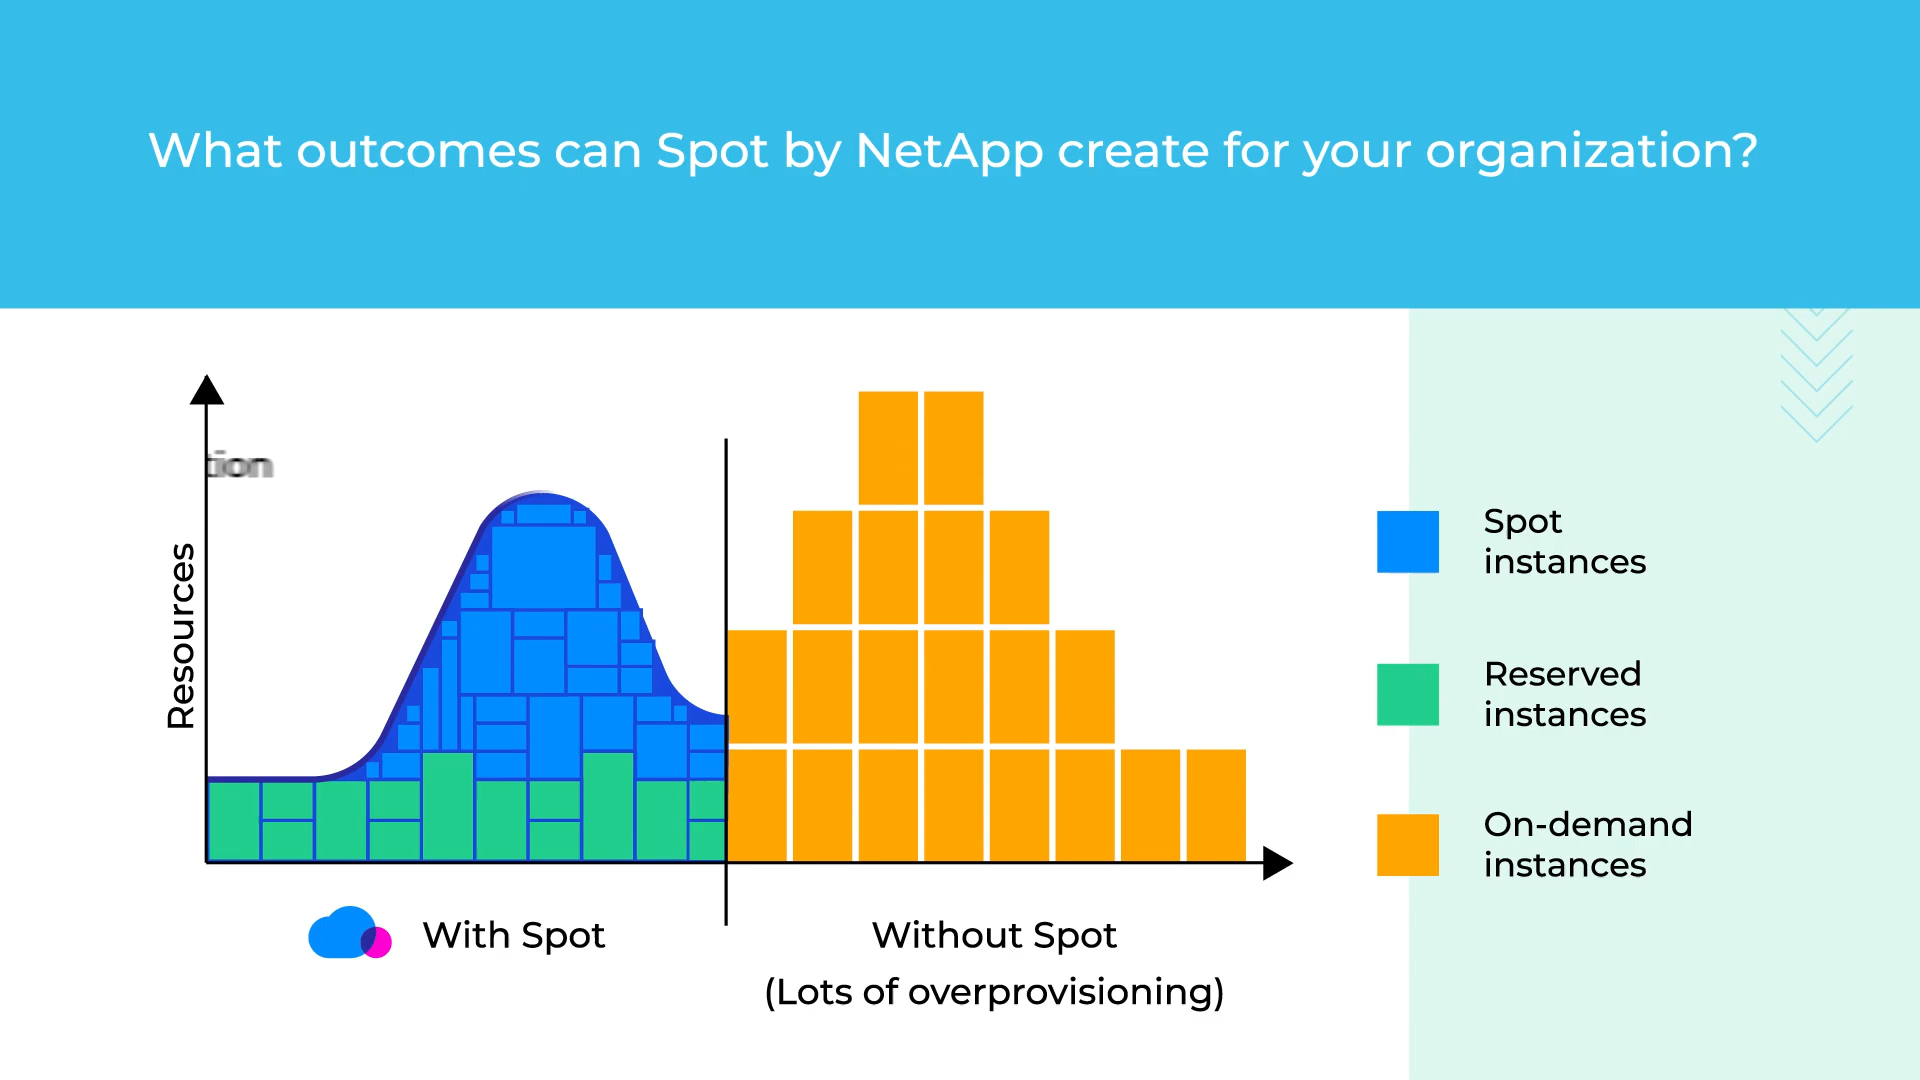 What outcomes can Spot by NetApp create for your organization?
tion
Resources
With Spot
Without Spot
(Lots of overprovisioning)
Spot
instances
Reserved
instances
On-demand
instances